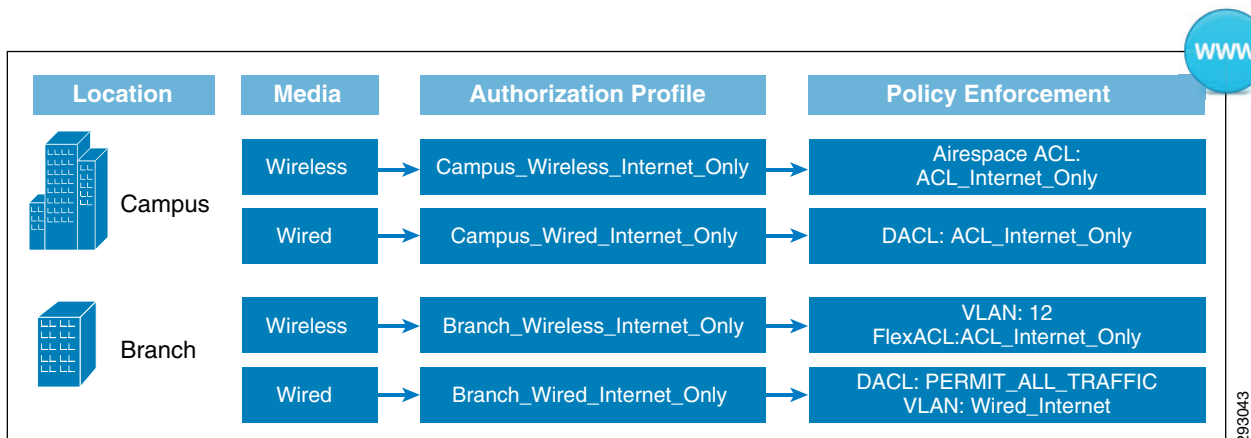 www
Location
Media
Authorization Profile
Policy Enforcement
Campus
Wireless
Campus_Wireless_Internet_Only
Airespace ACL:
ACL_Internet_Only
Wired
Campus_Wired_Internet_Only
DACL: ACL_Internet_Only
Branch
Wireless
Branch_Wireless_Internet_Only
VLAN: 12
FlexACL:ACL_Internet_Only
Wired
Branch_Wired_Internet_Only
DACL: PERMIT_ALL_TRAFFIC
VLAN: Wired_Internet
293043